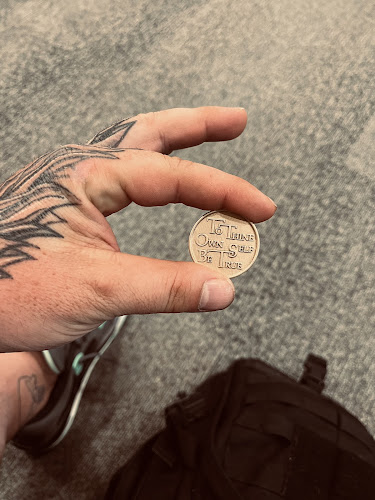 To Thine
Own Self
Be True